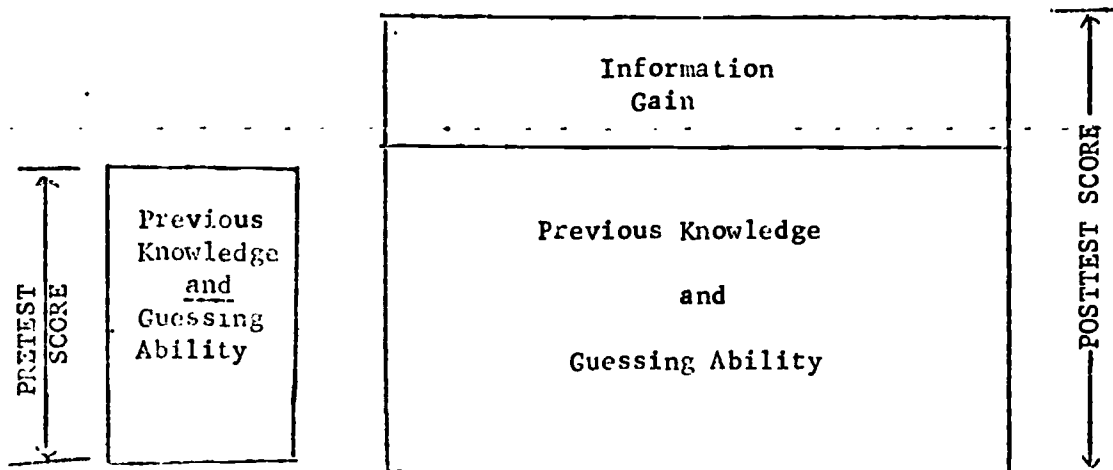 PRETEST
SCORE
Previous
Knowledge
and
Guessing
Ability
Information
Gain
Previous Knowledge
and
Guessing Ability
POSTTEST SCORE